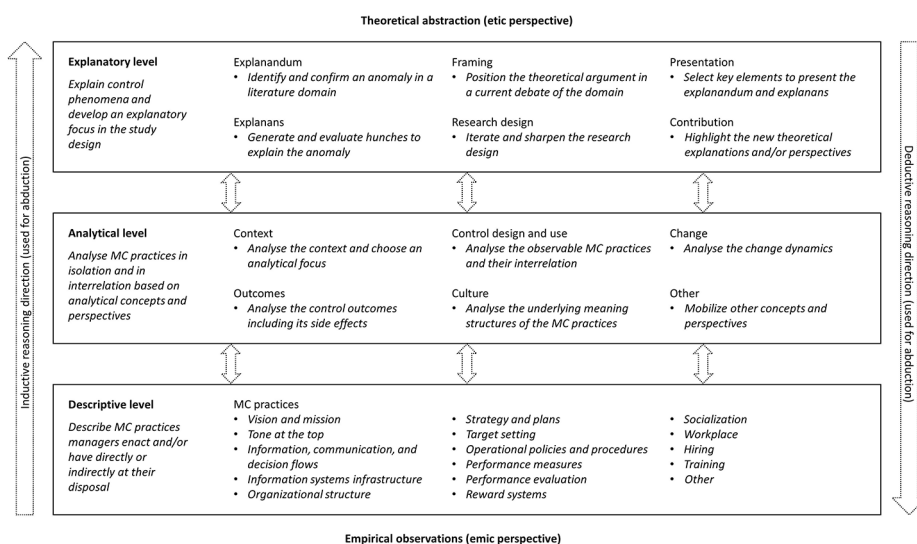 Theoretical abstraction (etic perspective)
Inductive reasoning direction (used for abduction)
Deductive reasoning direction (used for abduction)
Explanatory level
Explain control
phenomena and
develop an explanatory
focus in the study
design
Explanandum
• Identify and confirm an anomaly in a
literature domain
Explanans
• Generate and evaluate hunches to
explain the anomaly
Framing
• Position the theoretical argument in
a current debate of the domain
Research design
• Iterate and sharpen the research
design
Presentation
• Select key elements to present the
explanandum and explanans
Contribution
• Highlight the new theoretical
explanations and/or perspectives
Analytical level
Analyse MC practices in
isolation and in
interrelation based on
analytical concepts and
perspectives
Context
• Analyse the context and choose an
analytical focus
Outcomes
• Analyse the control outcomes
including its side effects
Control design and use
• Analyse the observable MC practices
and their interrelation
Culture
• Analyse the underlying meaning
structures of the MC practices
Change
• Analyse the change dynamics
Other
• Mobilize other concepts and
perspectives
Descriptive level
Describe MC practices
managers enact and/or
have directly or
indirectly at their
disposal
MC practices
• Vision and mission
• Tone at the top
• Information, communication, and
decision flows
• Information systems infrastructure
• Organizational structure
• Strategy and plans
• Target setting
• Operational policies and procedures
• Performance measures
• Performance evaluation
• Reward systems
• Socialization
• Workplace
• Hiring
• Training
• Other
Empirical observations (emic perspective)